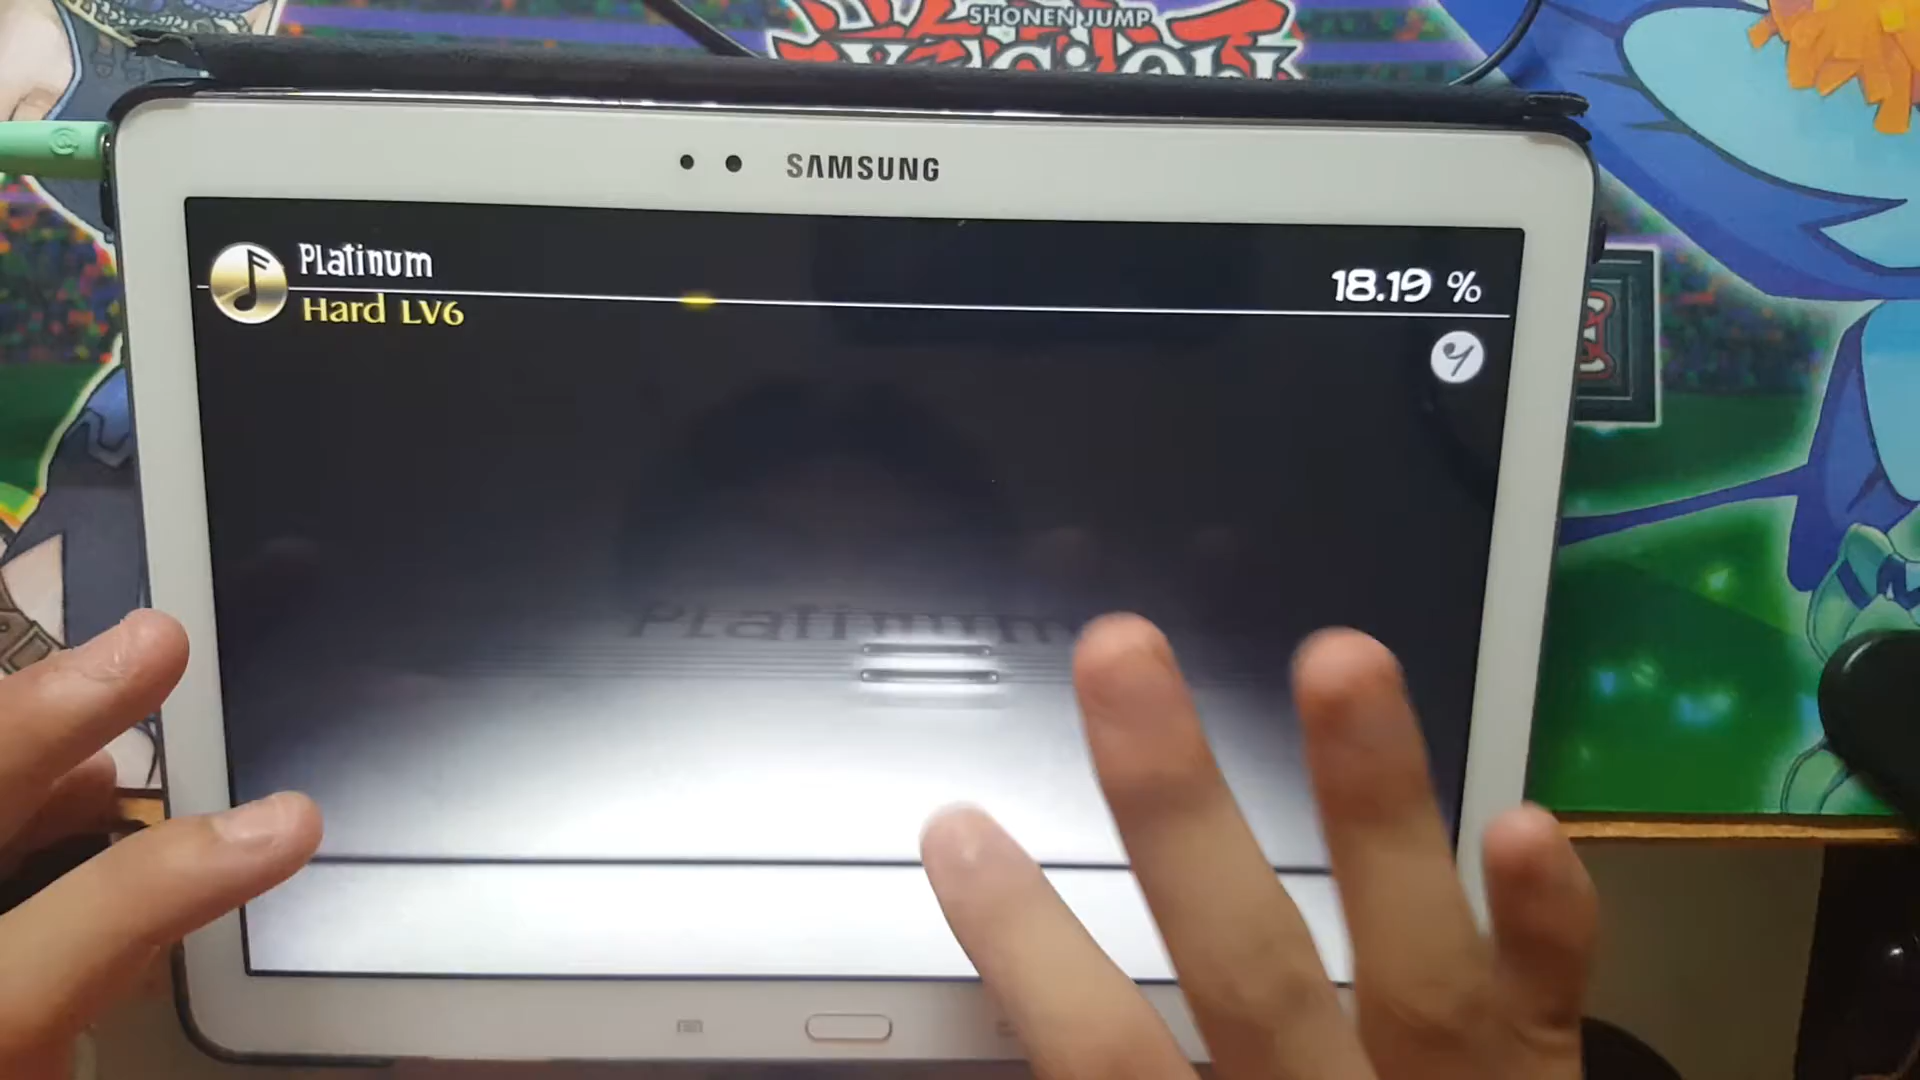 SHONEN JUMP
SAMSUNG
Platinum
Hard LV6
18.19 %
Platinum